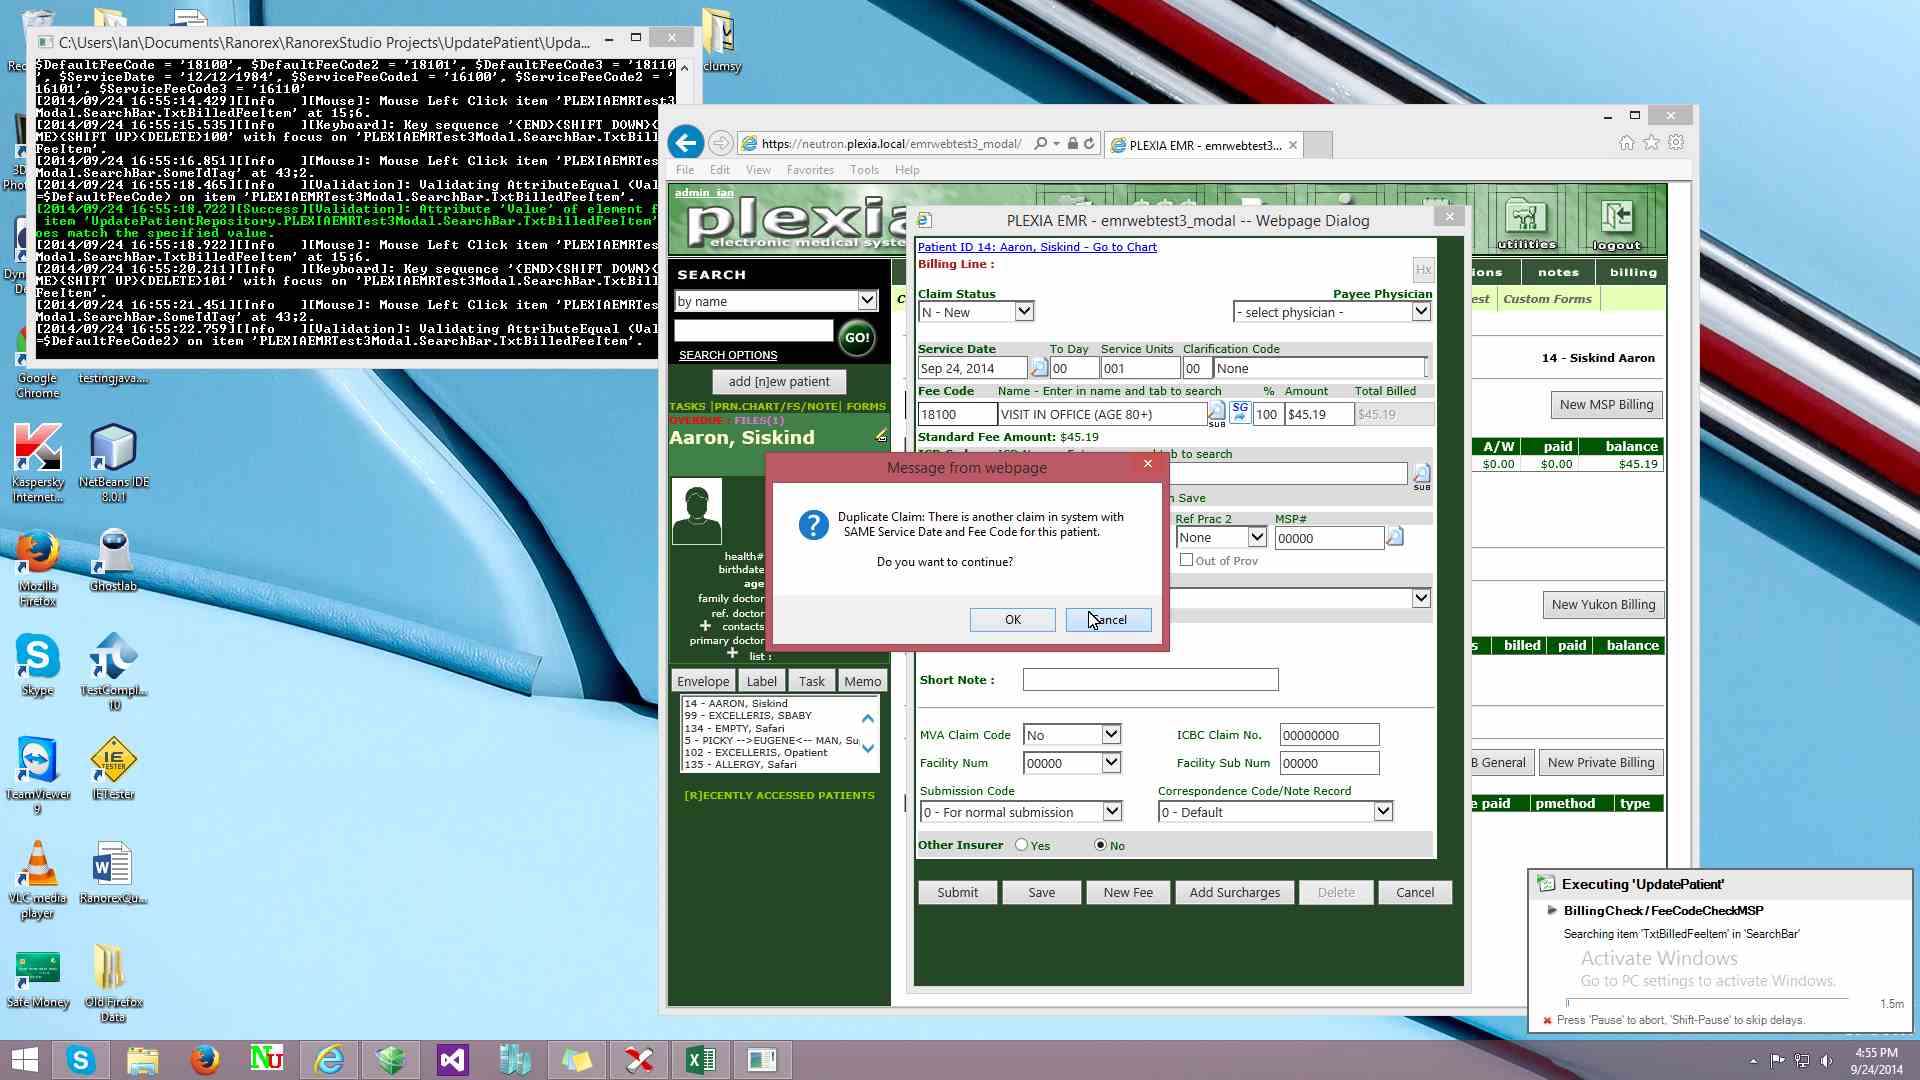 C:\Users\Ian\Documents\Ranorex\RanorexStudio Projects\UpdatePatient\Upda...
$DefaultFeeCode = '18100', $DefaultFeeCode2 = '18101', $DefaultFeeCode3 = '18110
', $ServiceDate = '12/12/1984', $ServiceFeeCode1 = '16100', $ServiceFeeCode2 = '
16101', $ServiceFeeCode3 = '16110'
[2014/09/24 16:55:14.429][Info   ][Mouse]: Mouse Left Click item 'PLEXIAEMRTest3
Modal.SearchBar.TxtBilledFeeItem' at 15;6.
[2014/09/24 16:55:15.535][Info   ][Keyboard]: Key sequence '{END}{SHIFT DOWN}{
ME}{SHIFT UP}{DELETE}100' with focus on 'PLEXIAEMRTest3Modal.SearchBar.TxtBil
FeeItem'.
[2014/09/24 16:55:16.851][Info   ][Mouse]: Mouse Left Click item 'PLEXIAEMRTes
Modal.SearchBar.SomeTdTag' at 43;2.
[2014/09/24 16:55:18.465][Info   ][Validation]: Validating AttributeEqual (Val
=$DefaultFeeCode) on item 'PLEXIAEMRTest3Modal.SearchBar.TxtBilledFeeItem'.
[2014/09/24 16:55:18.722][Success][Validation]: Attribute 'Value' of element f
item 'UpdatePatientRepository.PLEXIAEMRTest3Modal.SearchBar.TxtBilledFeeItem'
oes match the specified value.
[2014/09/24 16:55:18.922][Info   ][Mouse]: Mouse Left Click item 'PLEXIAEMRTes
Modal.SearchBar.TxtBilledFeeItem' at 15;6.
[2014/09/24 16:55:20.211][Info   ][Keyboard]: Key sequence '{END}{SHIFT DOWN}{
ME}{SHIFT UP}{DELETE}101' with focus on 'PLEXIAEMRTest3Modal.SearchBar.TxtBil
FeeItem'.
[2014/09/24 16:55:21.451][Info   ][Mouse]: Mouse Left Click item 'PLEXIAEMRTes
Modal.SearchBar.SomeTdTag' at 43;2.
[2014/09/24 16:55:22.759][Info   ][Validation]: Validating AttributeEqual (Val
=$DefaultFeeCode2) on item 'PLEXIAEMRTest3Modal.SearchBar.TxtBilledFeeItem'.
clumsy
Google Chrome
testingjava....
Kaspersky Internet...
NetBeans IDE 8.0.1
Mozilla Firefox
Ghostlab
Skype
TestCompl... 10
TeamViewer 9
IETester
VLC media player
RanorexQu...
Safe Money
Old Firefox Data
https://neutron.plexia.local/emrwebtest3_modal/
PLEXIA EMR - emrwebtest3...
File Edit View Favorites Tools Help
admin_ian
plexia
electronic medical syste
utilities
logout
ions notes billing
est Custom Forms
SEARCH
by name
GO!
SEARCH OPTIONS
add [n]ew patient
TASKS |PRN.CHART/FS/NOTE| FORMS
OVERDUE : FILES(1)
Aaron, Siskind
health#
birthdate
age
family doctor
ref. doctor
+ contacts
primary doctor
+ list :
Envelope Label Task Memo
14 - AARON, Siskind
99 - EXCELLERIS, SBABY
134 - EMPTY, Safari
5 - PICKY -->EUGENE<-- MAN, Su
102 - EXCELLERIS, Opatient
135 - ALLERGY, Safari
[R]ECENTLY ACCESSED PATIENTS
PLEXIA EMR - emrwebtest3_modal -- Webpage Dialog
Patient ID 14: Aaron, Siskind - Go to Chart
Billing Line :
Hx
Claim Status Payee Physician
N - New - select physician -
Service Date To Day Service Units Clarification Code
Sep 24, 2014 00 001 00 None
Fee Code Name - Enter in name and tab to search % Amount Total Billed
18100 VISIT IN OFFICE (AGE 80+) SUB SG 100 $45.19 $45.19
Standard Fee Amount: $45.19
tab to search
SUB
Save
Ref Prac 2 MSP#
None 00000
Out of Prov
Message from webpage
Duplicate Claim: There is another claim in system with
SAME Service Date and Fee Code for this patient.
Do you want to continue?
OK Cancel
Short Note :
MVA Claim Code No ICBC Claim No. 00000000
Facility Num 00000 Facility Sub Num 00000
Submission Code Correspondence Code/Note Record
0 - For normal submission 0 - Default
Other Insurer Yes No
Submit Save New Fee Add Surcharges Delete Cancel
14 - Siskind Aaron
New MSP Billing
A/W paid balance
$0.00 $0.00 $45.19
New Yukon Billing
s billed paid balance
B General New Private Billing
e paid pmethod type
Executing 'UpdatePatient'
BillingCheck / FeeCodeCheckMSP
Searching item 'TxtBilledFeeItem' in 'SearchBar'
Activate Windows
Go to PC settings to activate Windows.
1.5m
Press 'Pause' to abort, 'Shift-Pause' to skip delays.
4:55 PM
9/24/2014